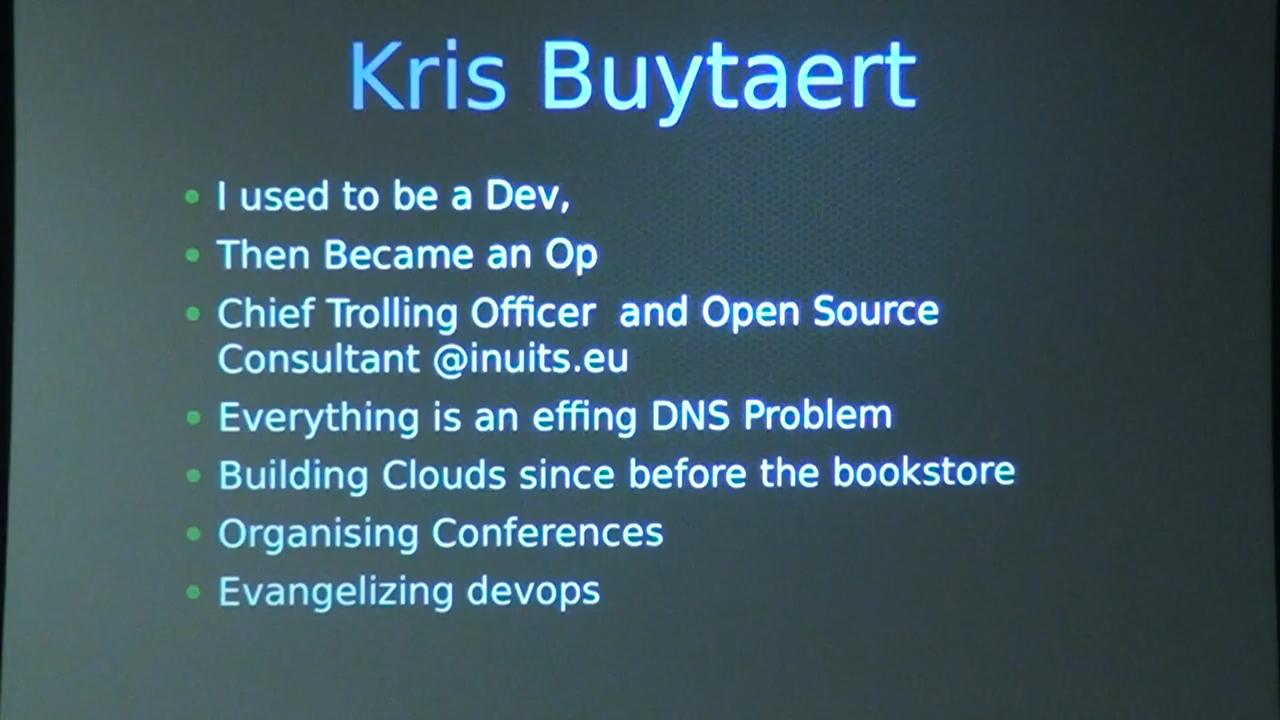 Kris Buytaert
• I used to be a Dev,
• Then Became an Op
• Chief Trolling Officer  and Open Source
Consultant @inuits.eu
• Everything is an effing DNS Problem
• Building Clouds since before the bookstore
• Organising Conferences
• Evangelizing devops